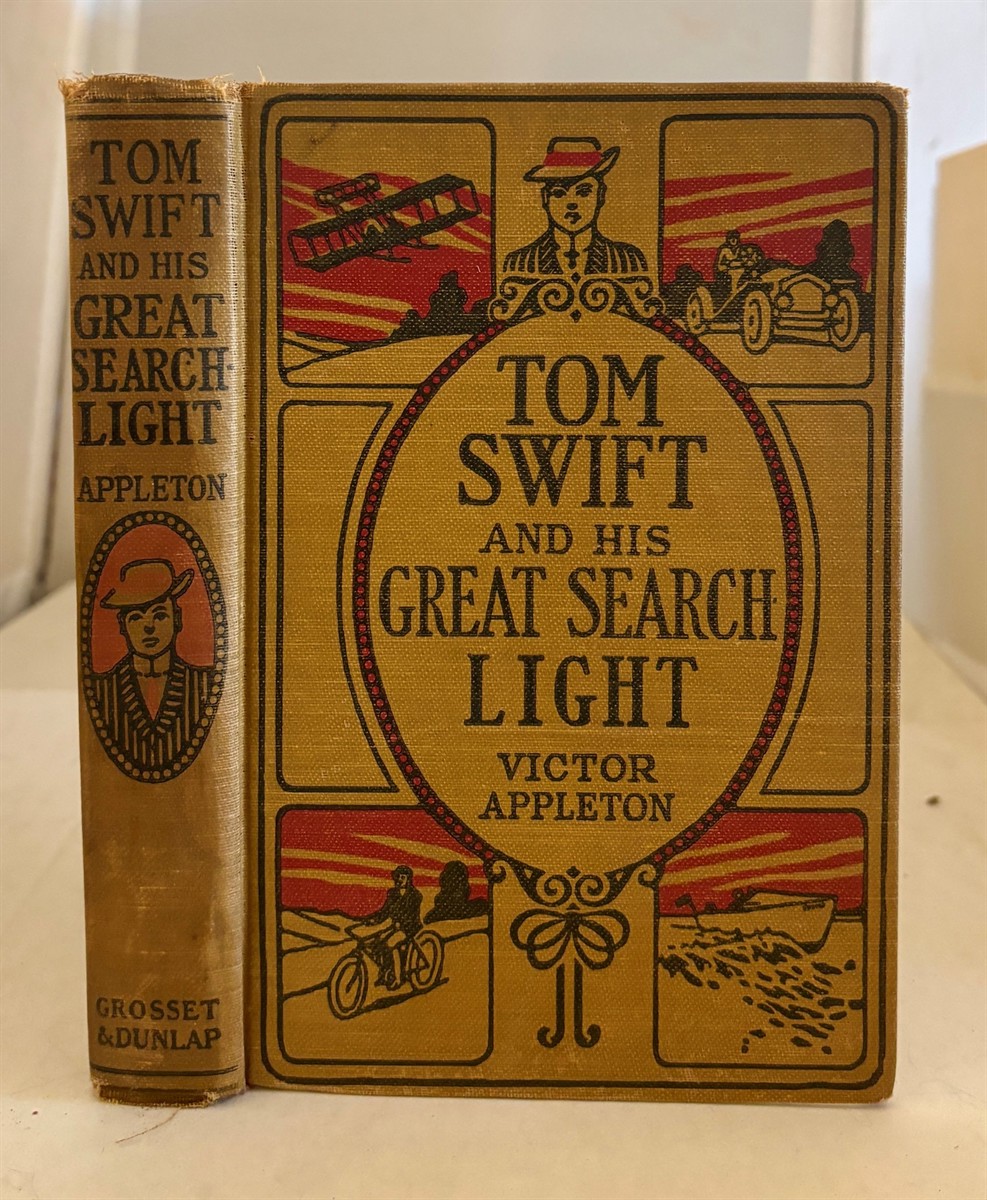 TOM
SWIFT
AND HIS
GREAT
SEARCH-
LIGHT
APPLETON
GROSSET
& DUNLAP
TOM
SWIFT
AND HIS
GREAT SEARCH-
LIGHT
VICTOR
APPLETON